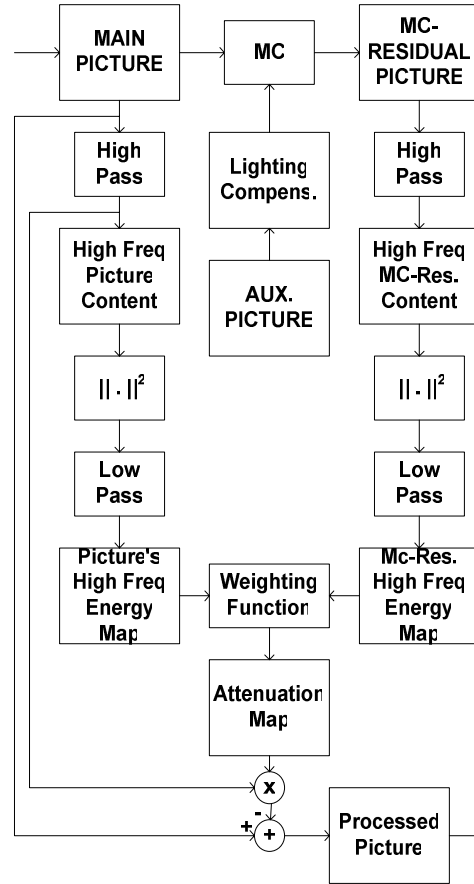 MAIN
PICTURE
MC
MC-
RESIDUAL
PICTURE
High
Pass
Lighting
Compens.
High
Pass
High Freq
Picture
Content
AUX.
PICTURE
High Freq
MC-Res.
Content
|| . ||²
|| . ||²
Low
Pass
Low
Pass
Picture's
High Freq
Energy
Map
Weighting
Function
Mc-Res.
High Freq
Energy
Map
Attenuation
Map
x
-
+
+
Processed
Picture